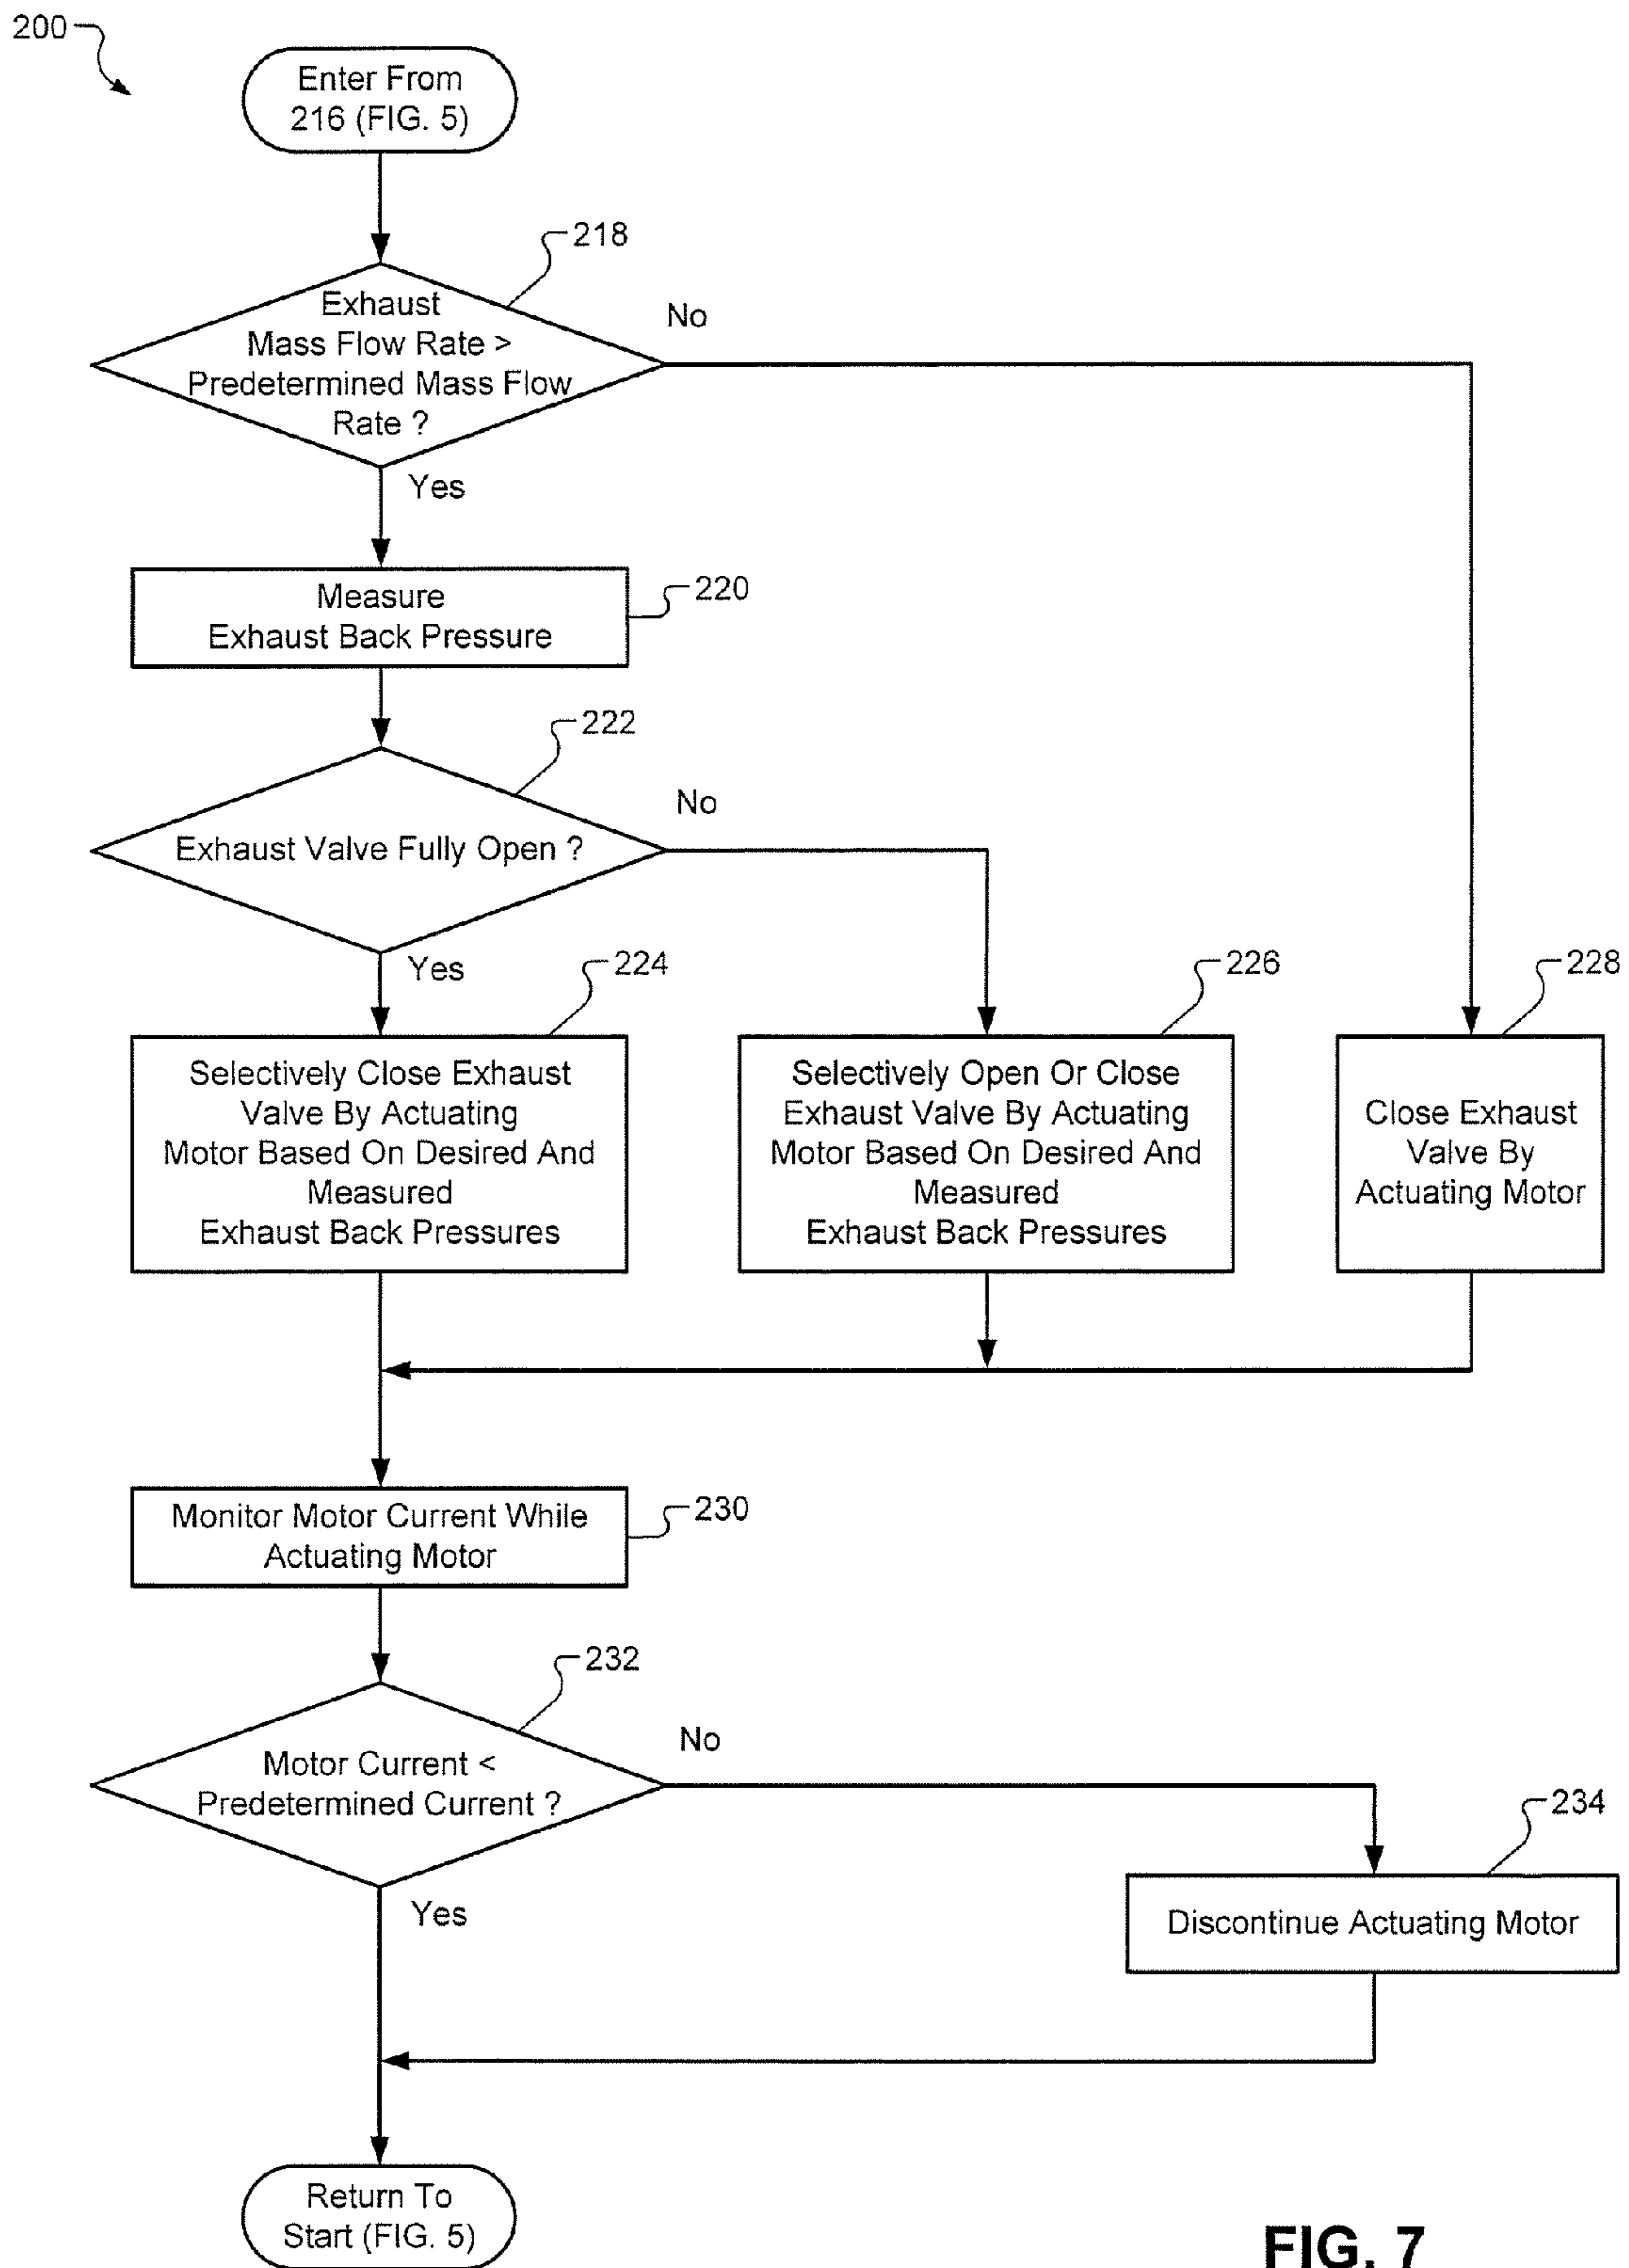 200
Enter From
216 (FIG. 5)
218
Exhaust
Mass Flow Rate >
Predetermined Mass Flow
Rate ?
No
Yes
Measure
Exhaust Back Pressure
220
222
Exhaust Valve Fully Open ?
No
Yes
224
Selectively Close Exhaust
Valve By Actuating
Motor Based On Desired And
Measured
Exhaust Back Pressures
226
Selectively Open Or Close
Exhaust Valve By Actuating
Motor Based On Desired And
Measured
Exhaust Back Pressures
228
Close Exhaust
Valve By
Actuating Motor
Monitor Motor Current While
Actuating Motor
230
232
Motor Current <
Predetermined Current ?
No
Yes
234
Discontinue Actuating Motor
Return To
Start (FIG. 5)
FIG. 7